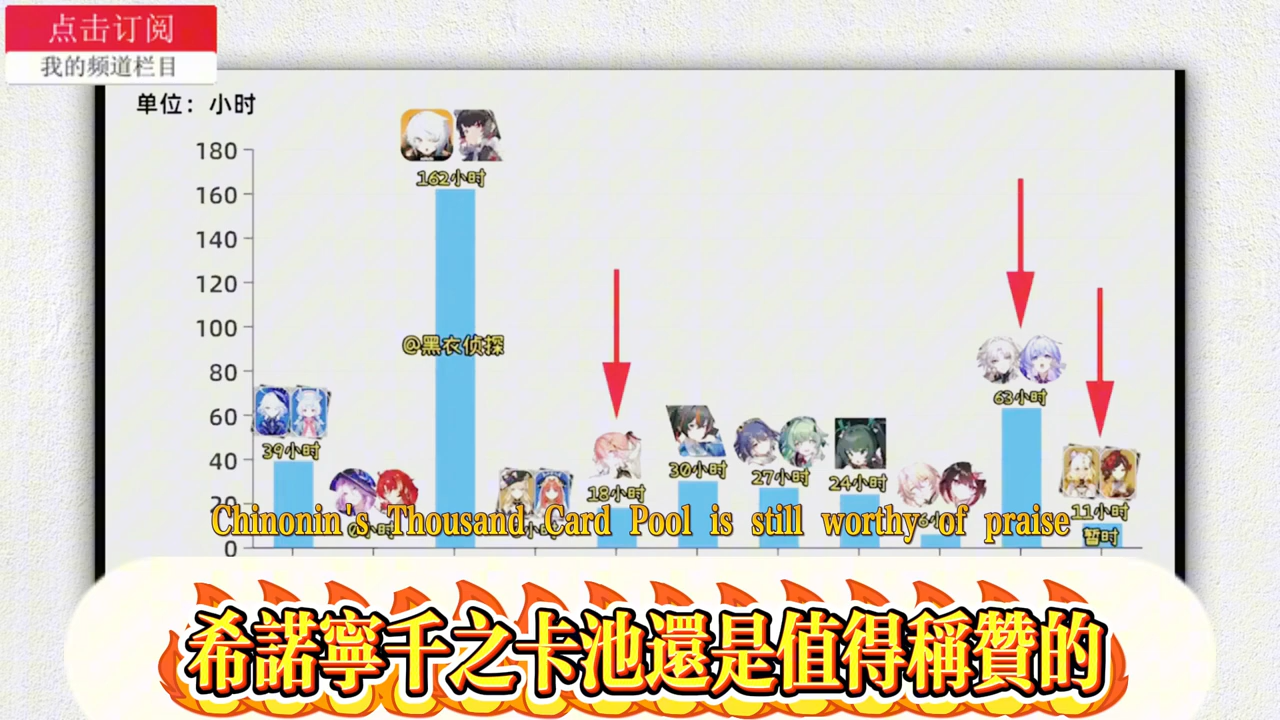 点击订阅
我的频道栏目
单位：小时
180
162小时
160
140
120
100
@黑衣侦探
80
63小时
60
39小时
40
30小时
27小时
24小时
18小时
11小时
20
Chinonin's Thousand Card Pool is still worthy of praise
暂时
0
希諾寧千之卡池還是值得稱贊的